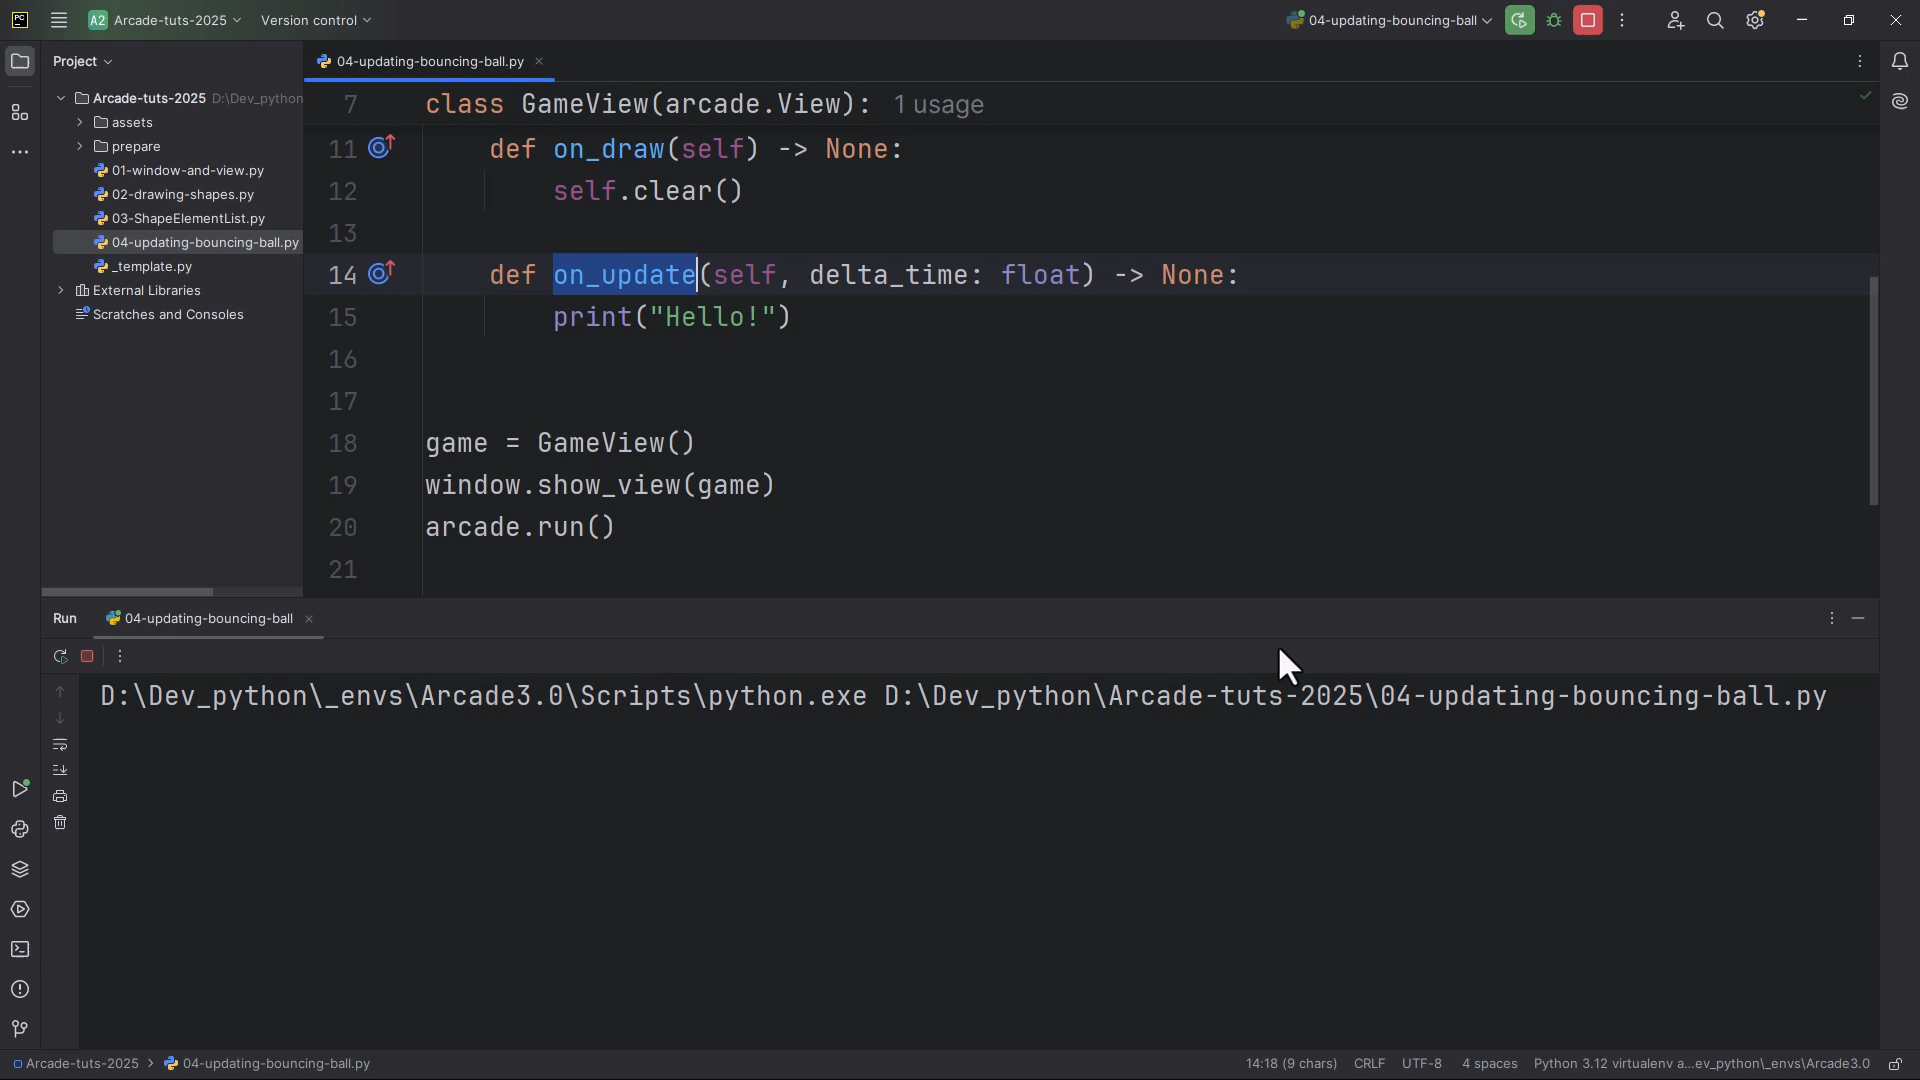 PC
A2 Arcade-tuts-2025 Version control 04-updating-bouncing-ball
Project
04-updating-bouncing-ball.py
Arcade-tuts-2025 D:\Dev_python
assets
prepare
01-window-and-view.py
02-drawing-shapes.py
03-ShapeElementList.py
04-updating-bouncing-ball.py
_template.py
External Libraries
Scratches and Consoles
7 class GameView(arcade.View): 1 usage
11 def on_draw(self) -> None:
12 self.clear()
13
14 def on_update(self, delta_time: float) -> None:
15 print("Hello!")
16
17
18 game = GameView()
19 window.show_view(game)
20 arcade.run()
21
Run 04-updating-bouncing-ball
D:\Dev_python\_envs\Arcade3.0\Scripts\python.exe D:\Dev_python\Arcade-tuts-2025\04-updating-bouncing-ball.py
Arcade-tuts-2025 > 04-updating-bouncing-ball.py
14:18 (9 chars) CRLF UTF-8 4 spaces Python 3.12 virtualenv a...ev_python\_envs\Arcade3.0